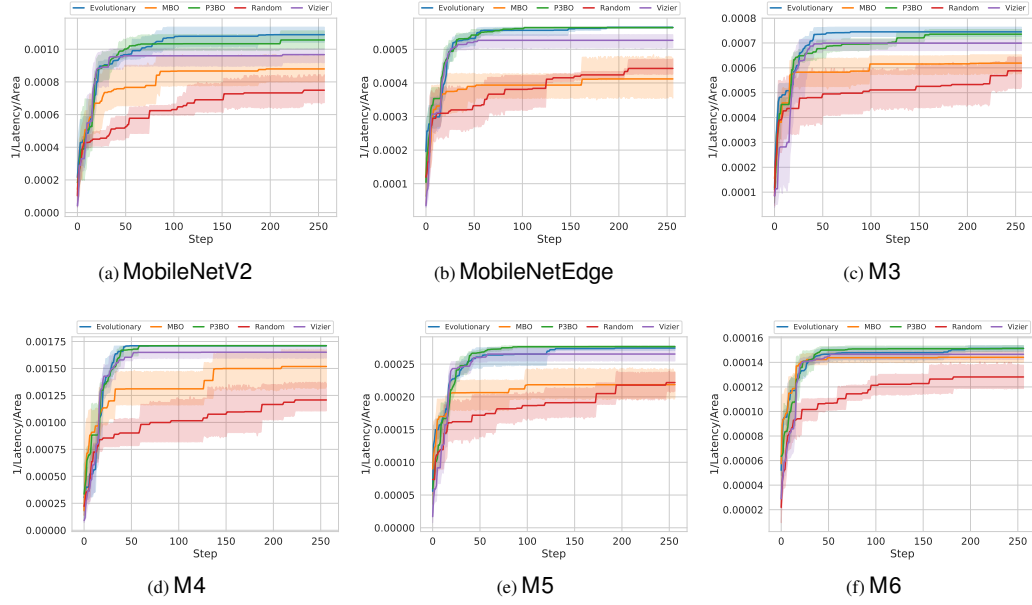 Evolutionary MBO P3BO Random Vizier
1/Latency/Area
0.0010
0.0008
0.0006
0.0004
0.0002
0.0000
0 50 100 150 200 250
Step
(a) MobileNetV2
Evolutionary MBO P3BO Random Vizier
1/Latency/Area
0.0005
0.0004
0.0003
0.0002
0.0001
0 50 100 150 200 250
Step
(b) MobileNetEdge
Evolutionary MBO P3BO Random Vizier
1/Latency/Area
0.0008
0.0007
0.0006
0.0005
0.0004
0.0003
0.0002
0.0001
0 50 100 150 200 250
Step
(c) M3
Evolutionary MBO P3BO Random Vizier
1/Latency/Area
0.00175
0.00150
0.00125
0.00100
0.00075
0.00050
0.00025
0.00000
0 50 100 150 200 250
Step
(d) M4
Evolutionary MBO P3BO Random Vizier
1/Latency/Area
0.00025
0.00020
0.00015
0.00010
0.00005
0.00000
0 50 100 150 200 250
Step
(e) M5
Evolutionary MBO P3BO Random Vizier
1/Latency/Area
0.00016
0.00014
0.00012
0.00010
0.00008
0.00006
0.00004
0.00002
0 50 100 150 200 250
Step
(f) M6